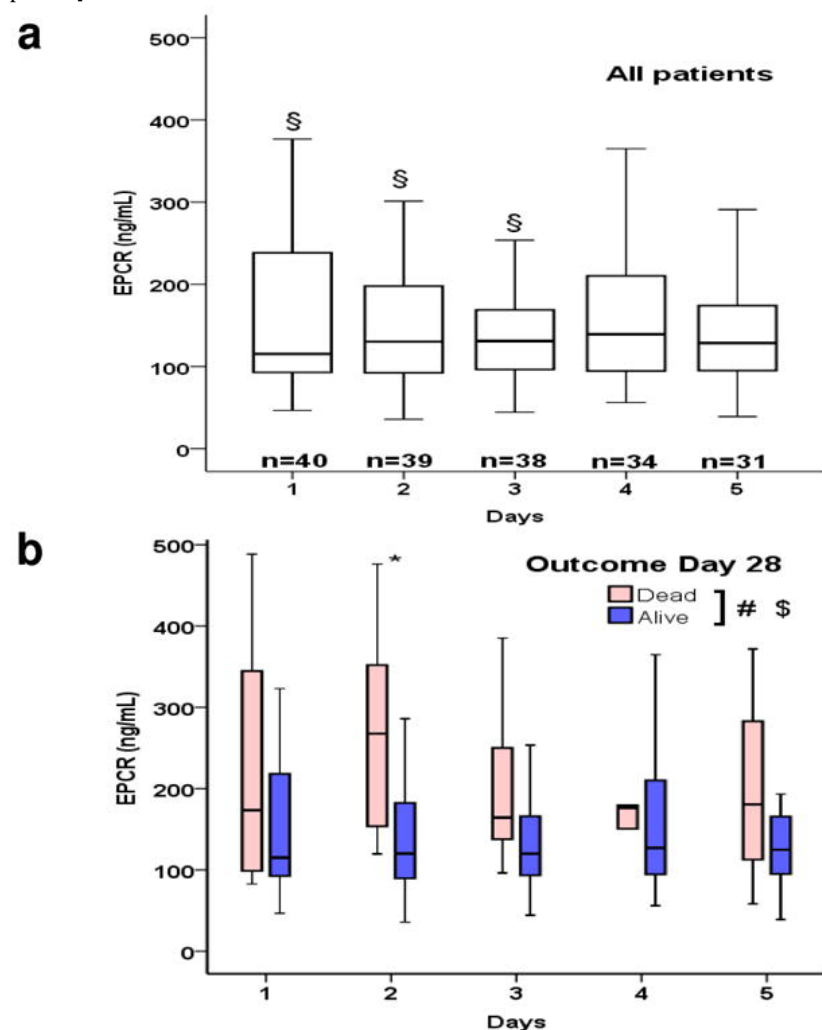 a
500
All patients
400
§
§
300
§
EPCR (ng/mL)
200
100
0
n=40 n=39 n=38 n=34 n=31
1 2 3 4 5
Days
b
500
*
Outcome Day 28
Dead
Alive
] # $
400
300
EPCR (ng/mL)
200
100
0
1 2 3 4 5
Days